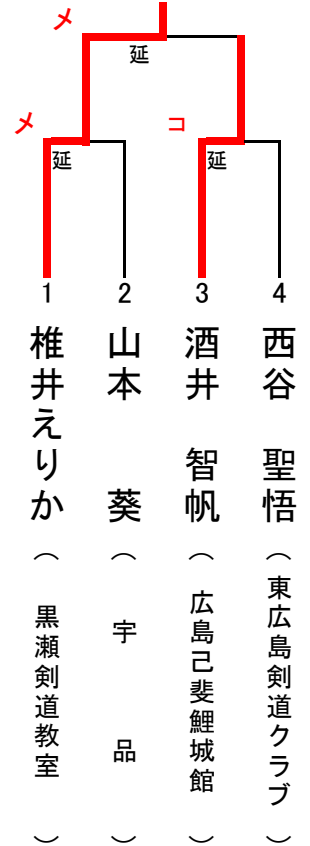 メ
延
メ
延
コ
延
1
2
3
4
椎井えりか（黒瀬剣道教室）
山本 葵（宇品）
酒井 智帆（広島己斐鯉城館）
西谷 聖悟（東広島剣道クラブ）